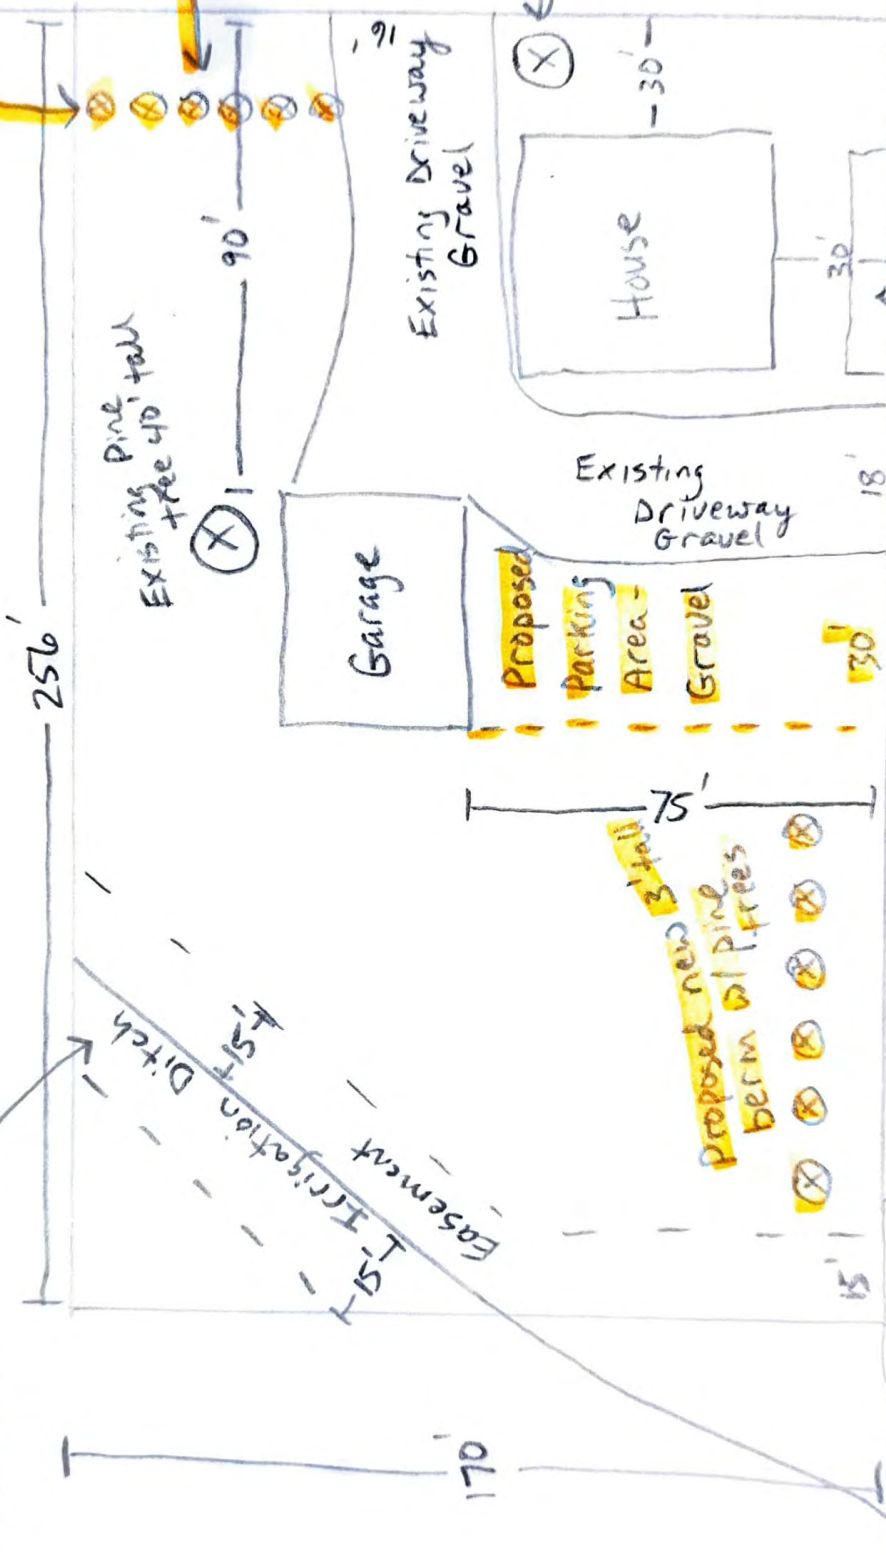 16'
Existing Driveway
Gravel
-30'-
House
30'
90'
Existing Pine
tree 40' tall
Garage
Existing
Driveway
Gravel
18'
Proposed
Parking
Area-
Gravel
30'
256'
75'
3' tall
Proposed new
berm w/ pine
trees
15'
Irrigation Ditch
15'
Easement
15'
170'